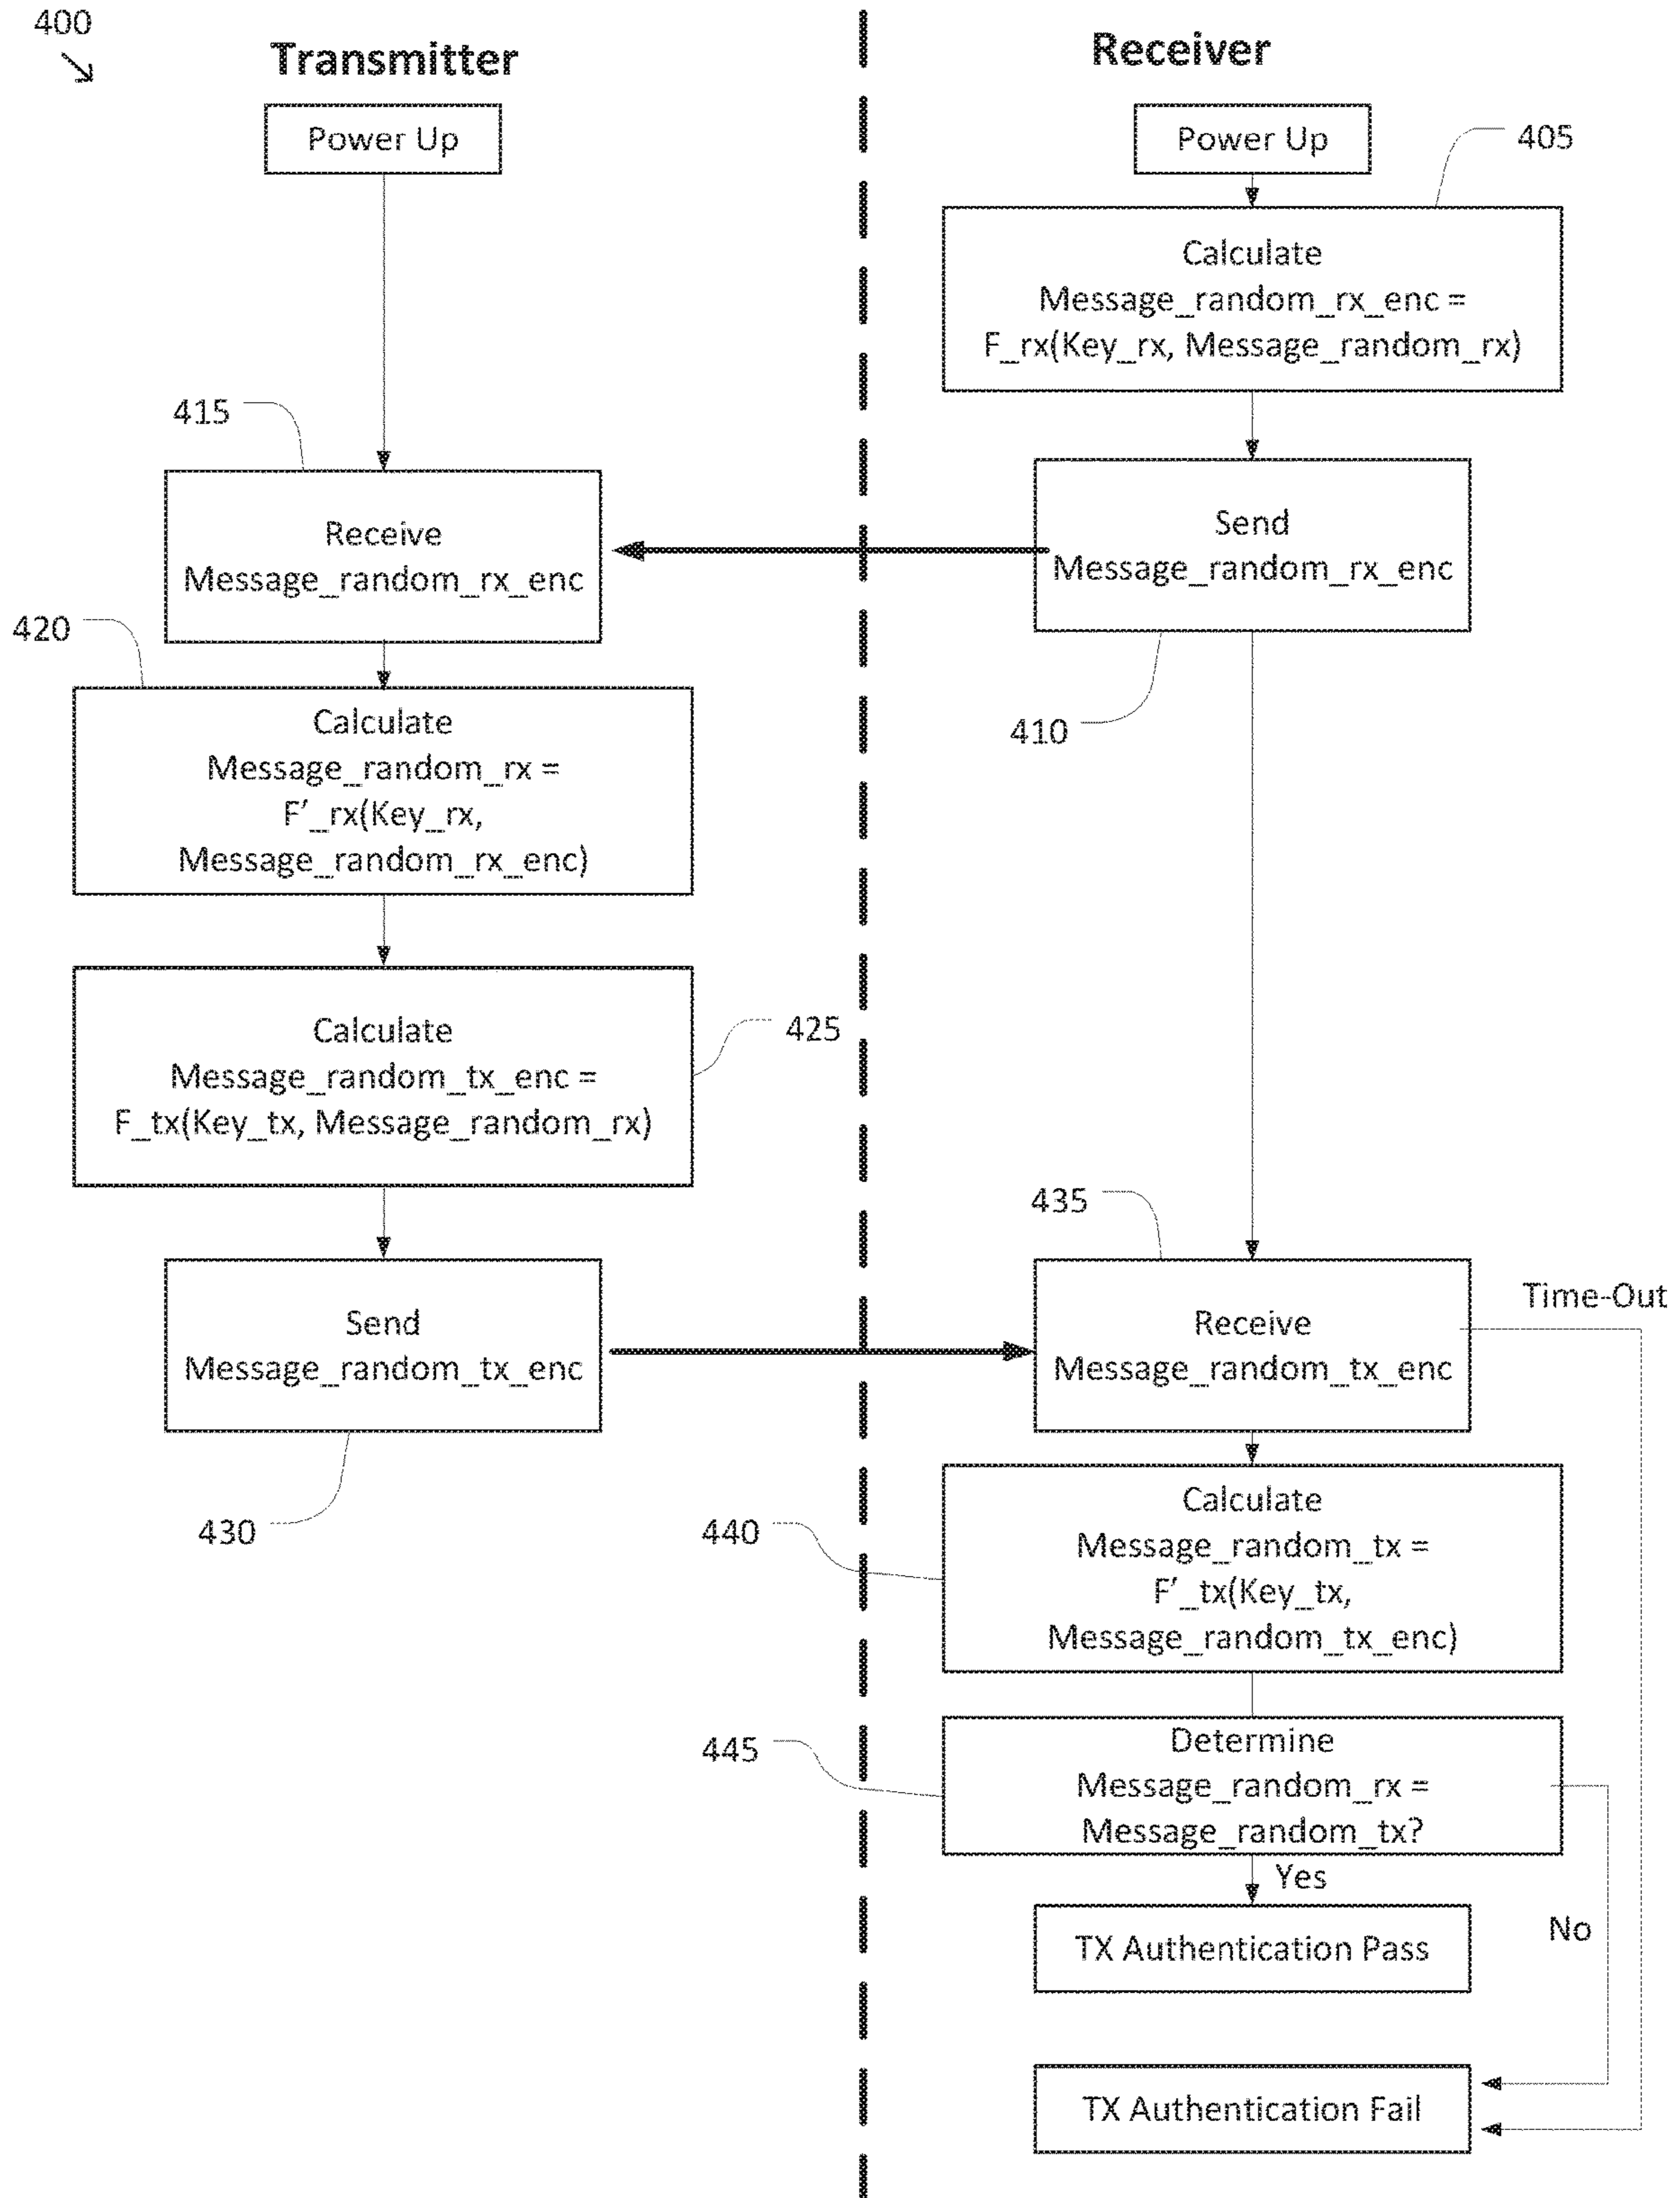 400
Transmitter
Receiver
Power Up
Power Up
405
Calculate
Message_random_rx_enc =
F_rx(Key_rx, Message_random_rx)
415
Receive
Message_random_rx_enc
Send
Message_random_rx_enc
410
420
Calculate
Message_random_rx =
F’_rx(Key_rx,
Message_random_rx_enc)
Calculate
Message_random_tx_enc =
F_tx(Key_tx, Message_random_rx)
425
Send
Message_random_tx_enc
430
435
Receive
Message_random_tx_enc
Time-Out
440
Calculate
Message_random_tx =
F’_tx(Key_tx,
Message_random_tx_enc)
445
Determine
Message_random_rx =
Message_random_tx?
Yes
No
TX Authentication Pass
TX Authentication Fail